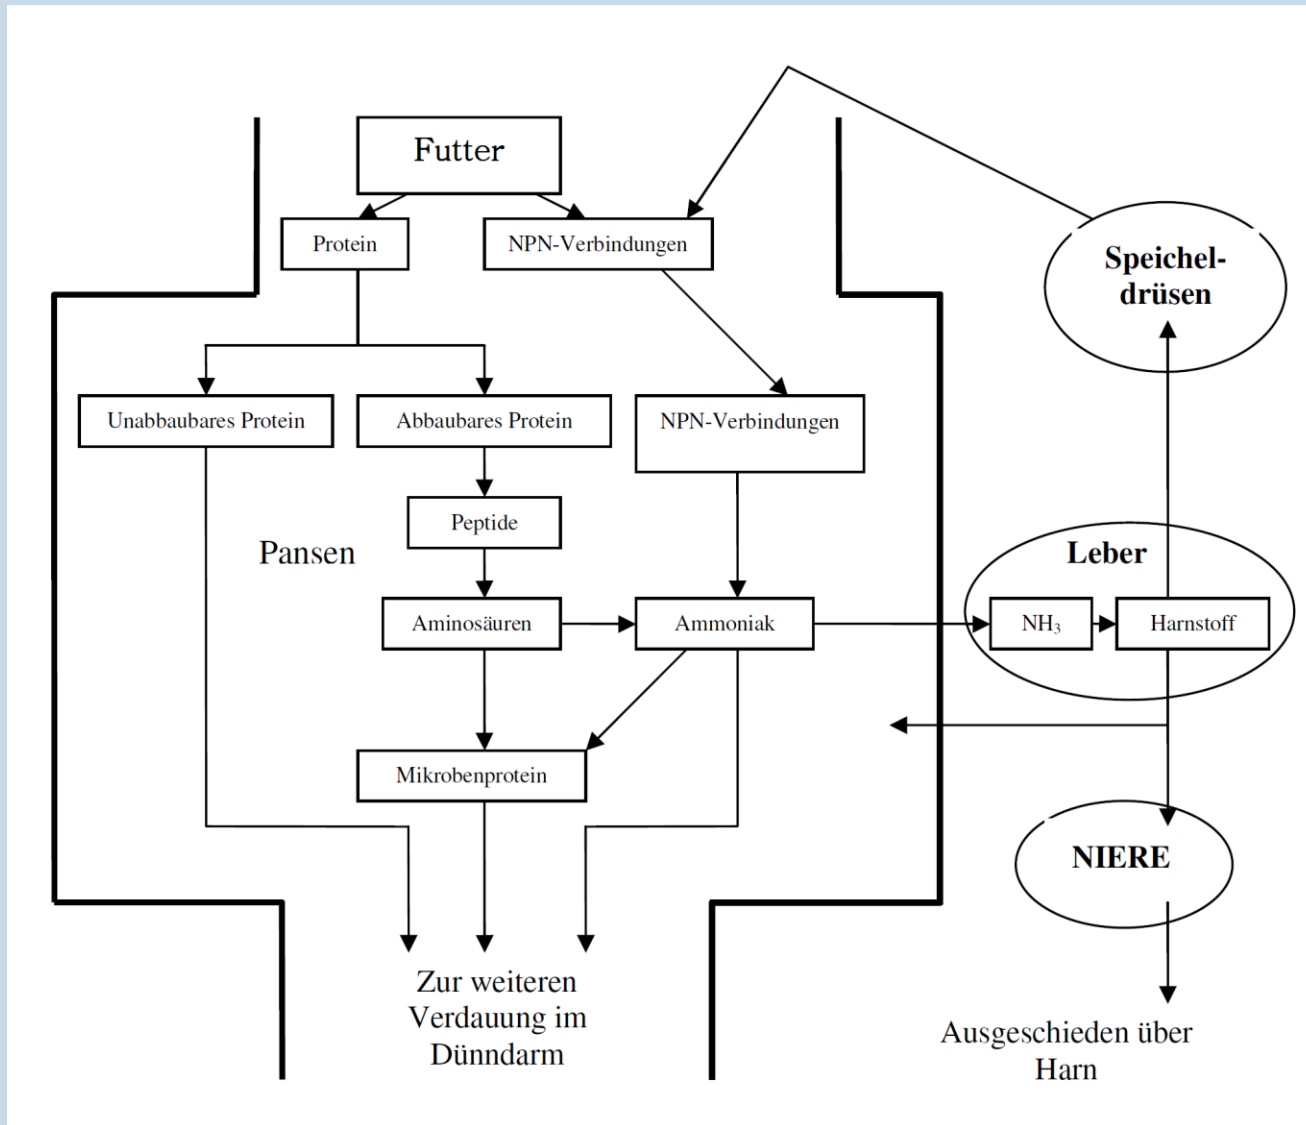 Futter
Protein
NPN-Verbindungen
Speichel-
drüsen
Unabbaubares Protein
Abbaubares Protein
NPN-Verbindungen
Peptide
Pansen
Leber
Aminosäuren
Ammoniak
NH₃
Harnstoff
Mikrobenprotein
NIERE
Zur weiteren
Verdauung im
Dünndarm
Ausgeschieden über
Harn